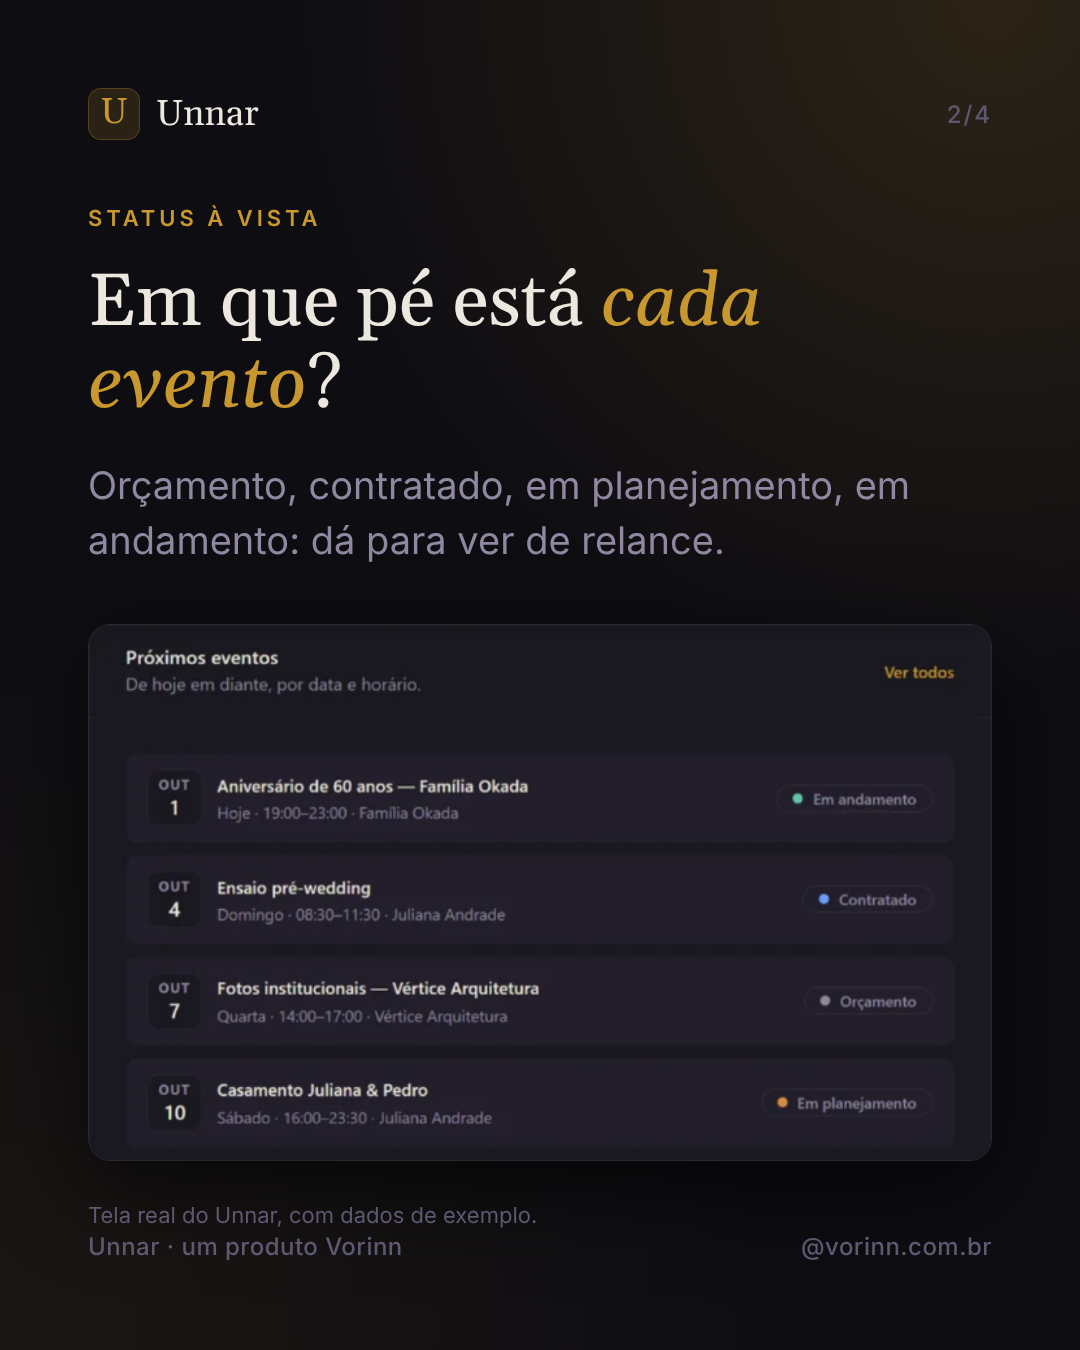 U Unnar
2/4
STATUS À VISTA
Em que pé está cada
evento?
Orçamento, contratado, em planejamento, em
andamento: dá para ver de relance.
Próximos eventos
De hoje em diante, por data e horário.
Ver todos
OUT
1
Aniversário de 60 anos — Família Okada
Hoje · 19:00–23:00 · Família Okada
Em andamento
OUT
4
Ensaio pré-wedding
Domingo · 08:30–11:30 · Juliana Andrade
Contratado
OUT
7
Fotos institucionais — Vértice Arquitetura
Quarta · 14:00–17:00 · Vértice Arquitetura
Orçamento
OUT
10
Casamento Juliana & Pedro
Sábado · 16:00–23:30 · Juliana Andrade
Em planejamento
Tela real do Unnar, com dados de exemplo.
Unnar · um produto Vorinn
@vorinn.com.br